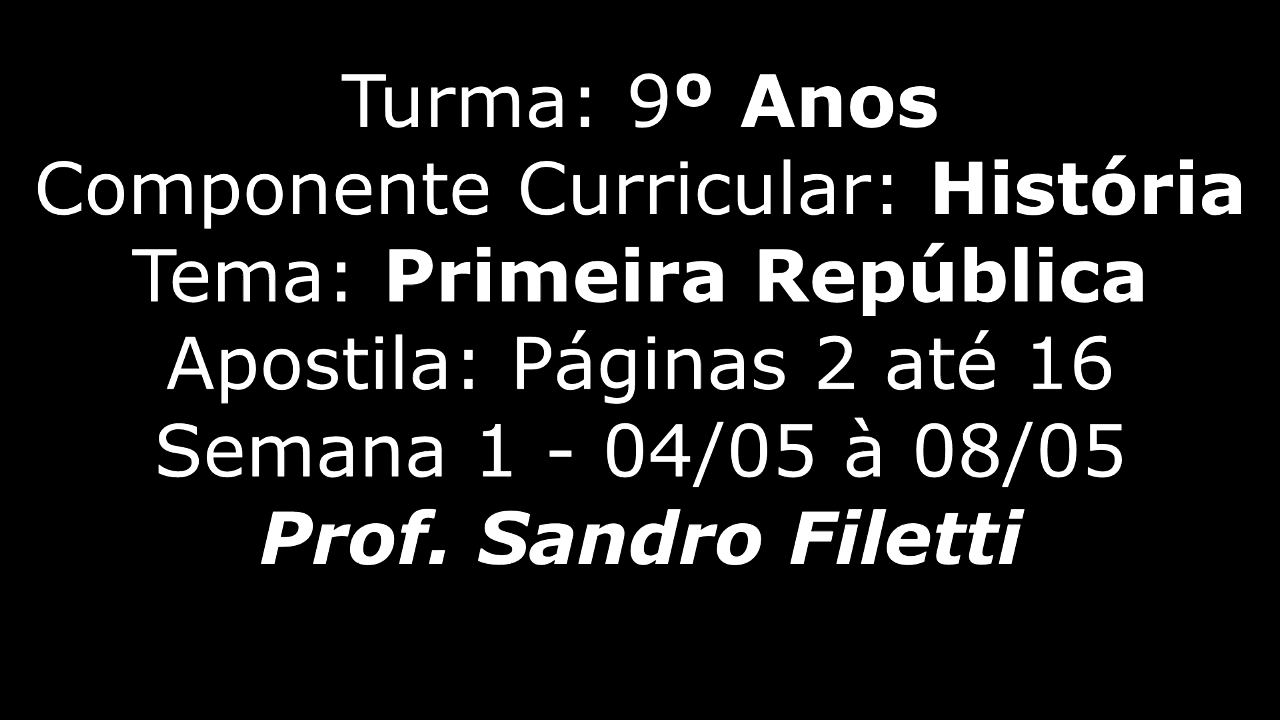 Turma: 9º Anos
Componente Curricular: História
Tema: Primeira República
Apostila: Páginas 2 até 16
Semana 1 - 04/05 à 08/05
Prof. Sandro Filetti